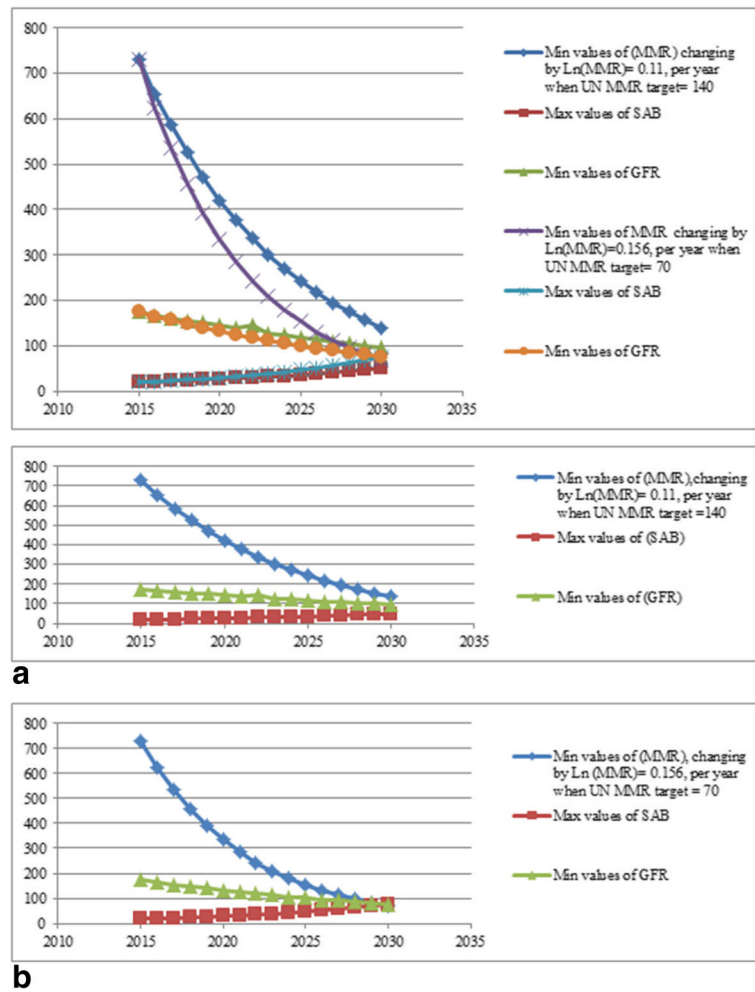 800
700
600
500
400
300
200
100
0
2010 2015 2020 2025 2030 2035
Min values of (MMR) changing
by Ln(MMR)= 0.11, per year
when UN MMR target= 140
Max values of SAB
Min values of GFR
Min values of MMR changing by
Ln(MMR)=0.156, per year when
UN MMR target= 70
Max values of SAB
Min values of GFR
800
700
600
500
400
300
200
100
0
2010 2015 2020 2025 2030 2035
Min values of (MMR),changing
by Ln(MMR)= 0.11, per year
when UN MMR target =140
Max values of (SAB)
Min values of (GFR)
a
800
700
600
500
400
300
200
100
0
2010 2015 2020 2025 2030 2035
Min values of (MMR), changing
by Ln (MMR)= 0.156, per year
when UN MMR target = 70
Max values of SAB
Min values of GFR
b